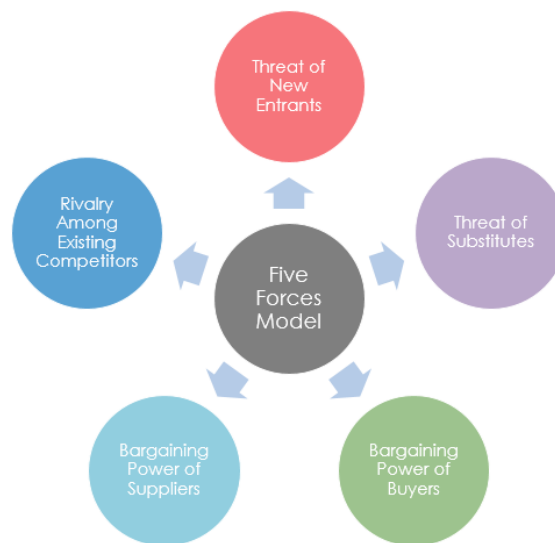 Threat of
New
Entrants
Rivalry
Among
Existing
Competitors
Threat of
Substitutes
Five
Forces
Model
Bargaining
Power of
Suppliers
Bargaining
Power of
Buyers